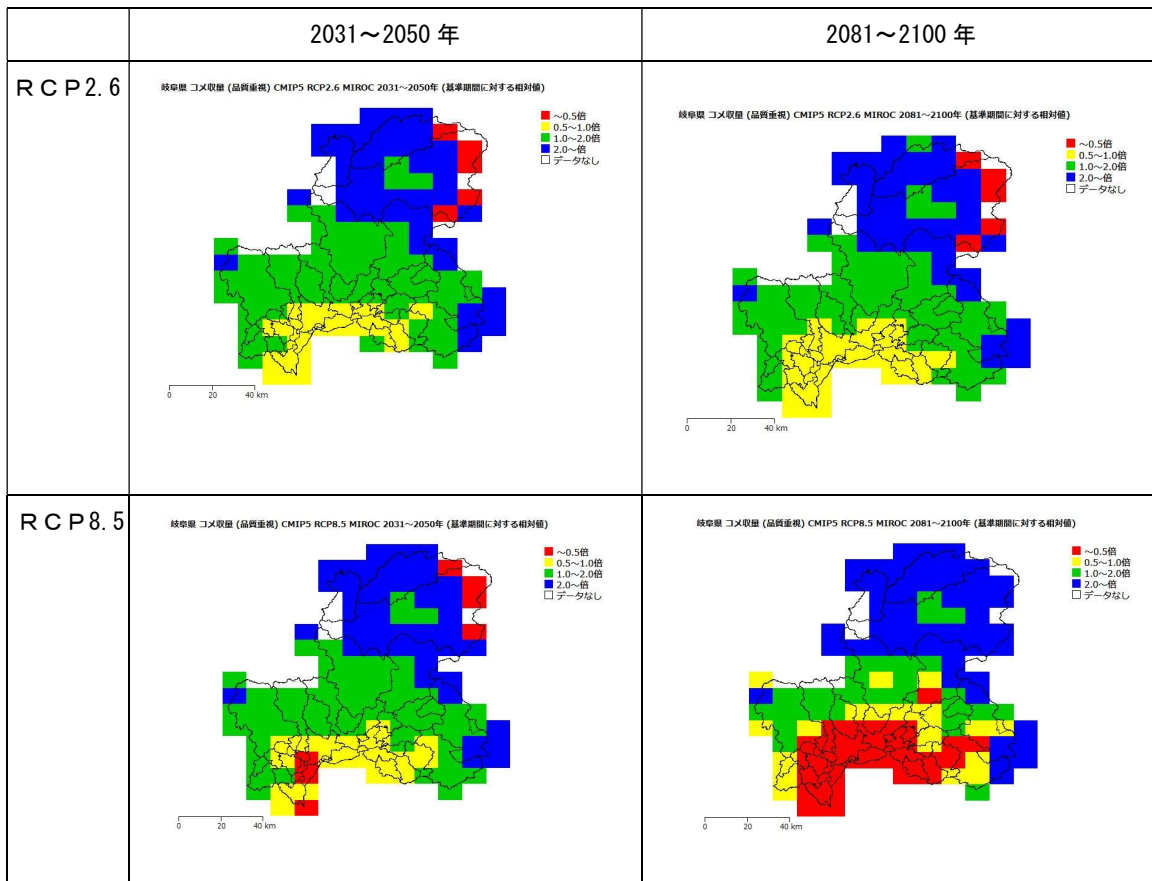 2031～2050 年
2081～2100 年
ＲＣＰ2.6
岐阜県 コメ収量 (品質重視) CMIP5 RCP2.6 MIROC 2031～2050年 (基準期間に対する相対値)
～0.5倍
0.5～1.0倍
1.0～2.0倍
2.0～倍
データなし
0 20 40 km
岐阜県 コメ収量 (品質重視) CMIP5 RCP2.6 MIROC 2081～2100年 (基準期間に対する相対値)
～0.5倍
0.5～1.0倍
1.0～2.0倍
2.0～倍
データなし
0 20 40 km
ＲＣＰ8.5
岐阜県 コメ収量 (品質重視) CMIP5 RCP8.5 MIROC 2031～2050年 (基準期間に対する相対値)
～0.5倍
0.5～1.0倍
1.0～2.0倍
2.0～倍
データなし
0 20 40 km
岐阜県 コメ収量 (品質重視) CMIP5 RCP8.5 MIROC 2081～2100年 (基準期間に対する相対値)
～0.5倍
0.5～1.0倍
1.0～2.0倍
2.0～倍
データなし
0 20 40 km